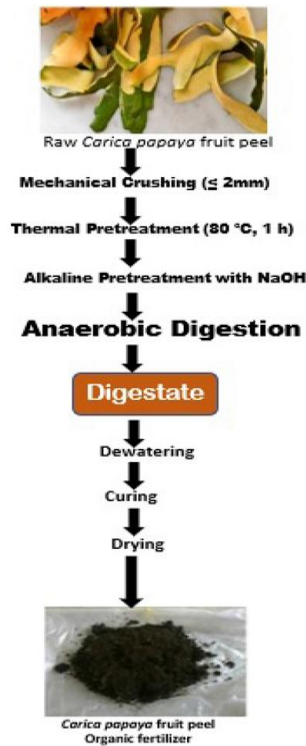 Raw Carica papaya fruit peel
Mechanical Crushing (≤ 2mm)
Thermal Pretreatment (80 °C, 1 h)
Alkaline Pretreatment with NaOH
Anaerobic Digestion
Digestate
Dewatering
Curing
Drying
Carica papaya fruit peel
Organic fertilizer